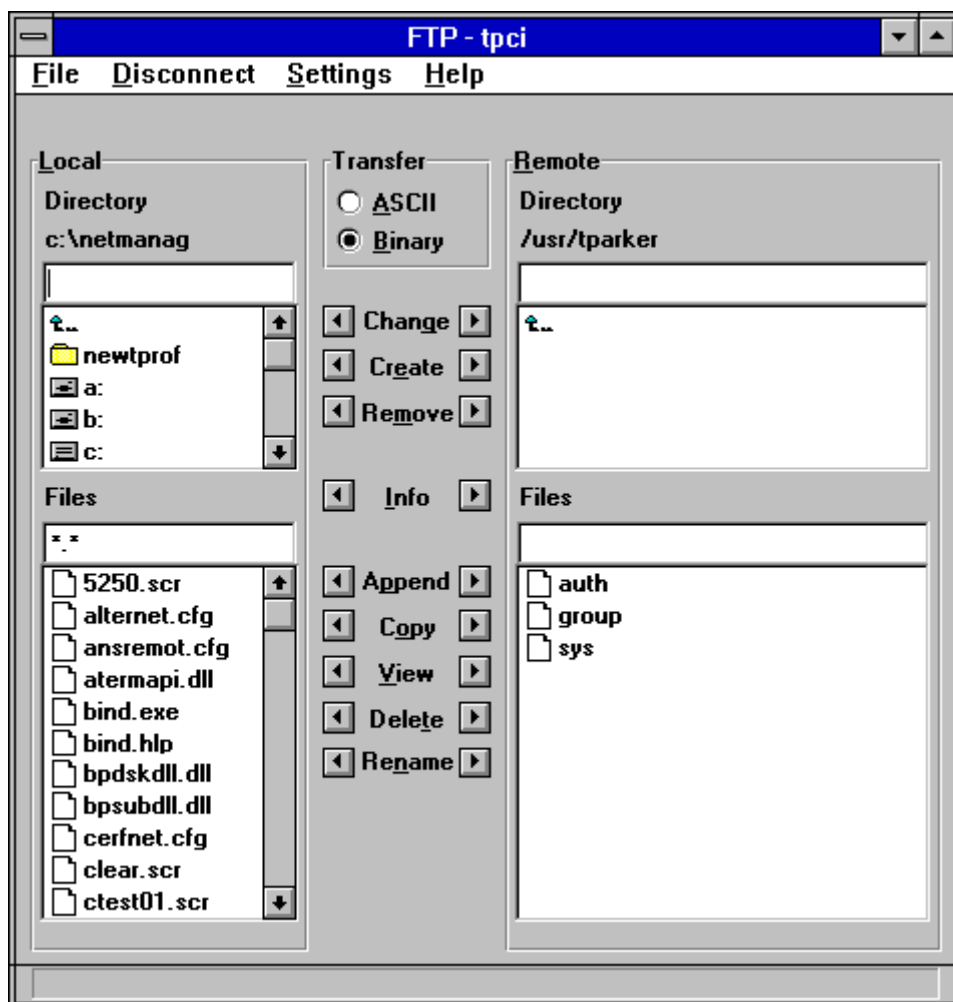 FTP - tpci
File Disconnect Settings Help
Local
Directory
c:\netmanag
..
newtprof
a:
b:
c:
Files
*.*
5250.scr
alternet.cfg
ansremot.cfg
atermapi.dll
bind.exe
bind.hlp
bpdskdll.dll
bpsubdll.dll
cerfnet.cfg
clear.scr
ctest01.scr
Transfer
ASCII
Binary
Change
Create
Remove
Info
Append
Copy
View
Delete
Rename
Remote
Directory
/usr/tparker
..
Files
auth
group
sys